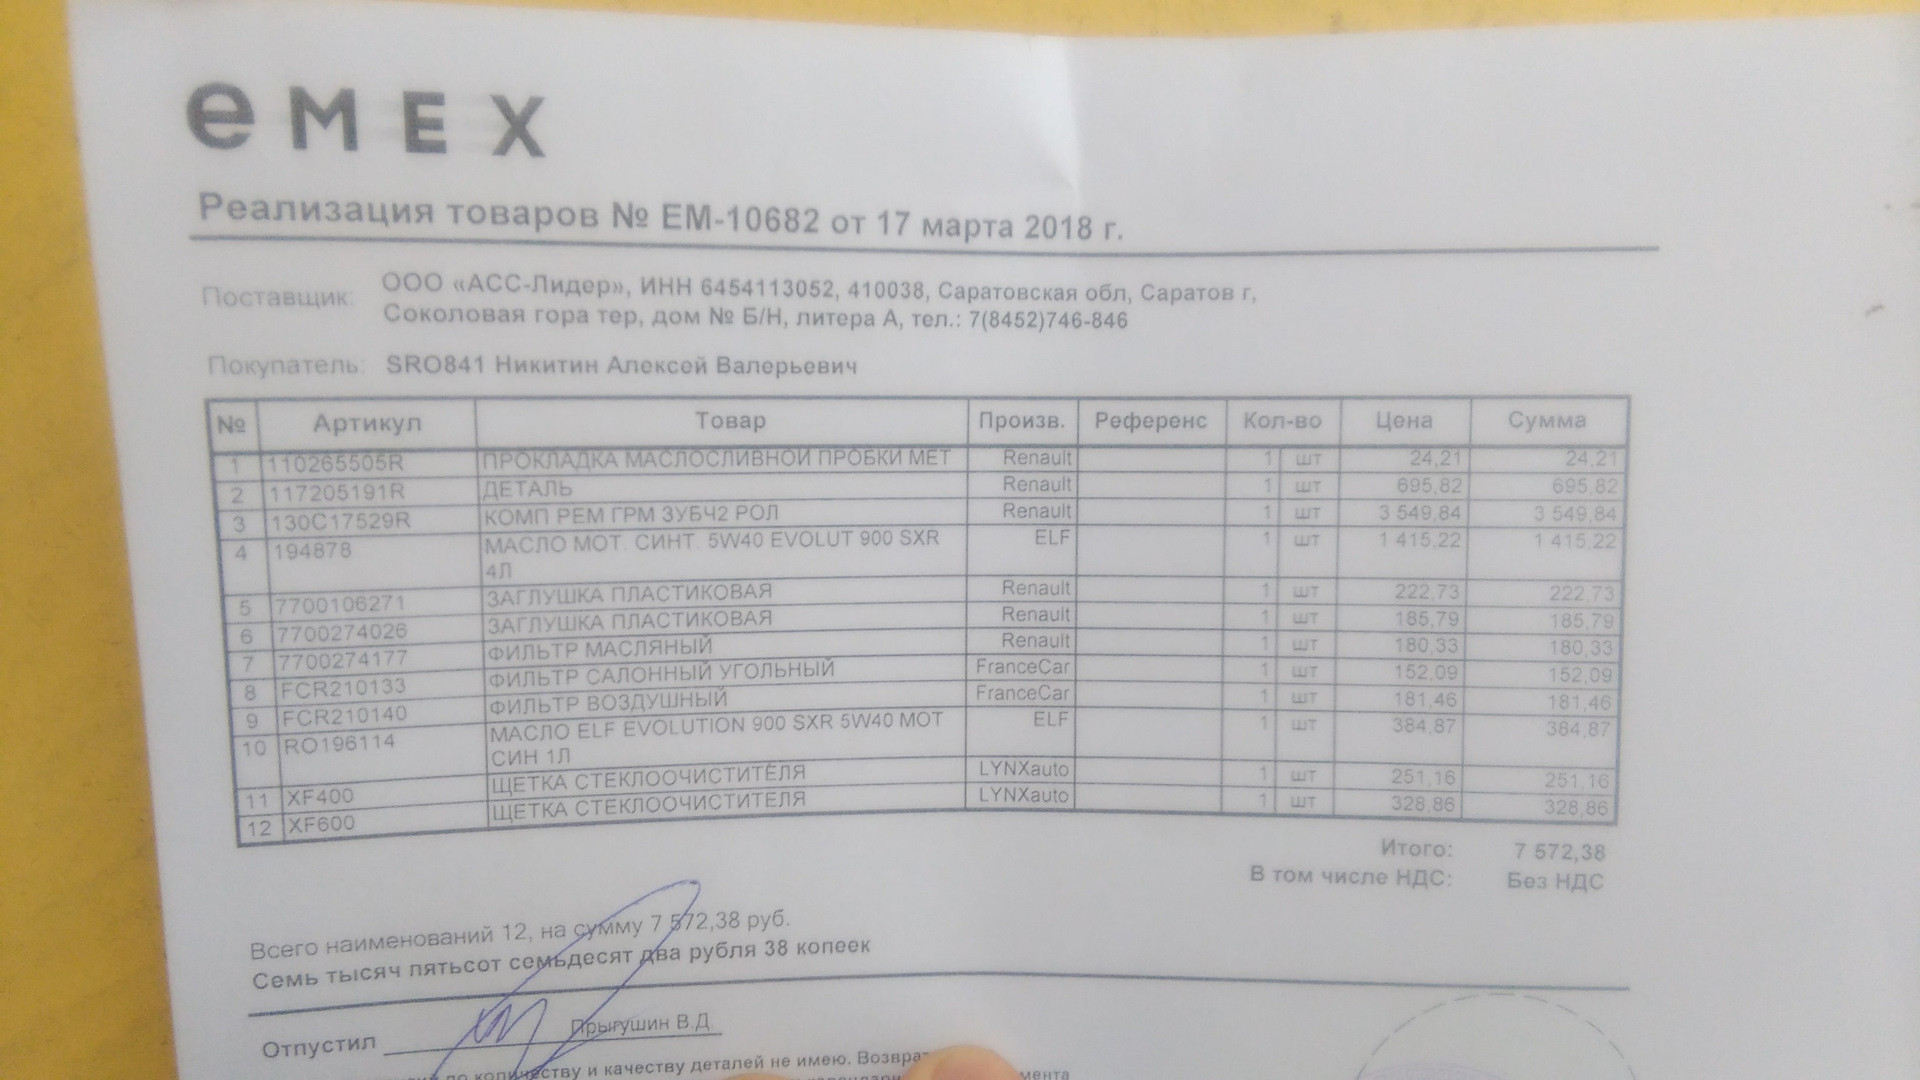 eMEX
Реализация товаров № EM-10682 от 17 марта 2018 г.
Поставщик: ООО «АСС-Лидер», ИНН 6454113052, 410038, Саратовская обл, Саратов г,
Соколовая гора тер, дом № Б/Н, литера А, тел.: 7(8452)746-846
Покупатель: SRO841 Никитин Алексей Валерьевич
№ Артикул Товар Произв. Референс Кол-во Цена Сумма
1 110265505R ПРОКЛАДКА МАСЛОСЛИВНОЙ ПРОБКИ МЕТ Renault 1 шт 24,21 24,21
2 117205191R ДЕТАЛЬ Renault 1 шт 695,82 695,82
3 130C17529R КОМП РЕМ ГРМ ЗУБЧ2 РОЛ Renault 1 шт 3 549,84 3 549,84
4 194878 МАСЛО МОТ. СИНТ. 5W40 EVOLUT 900 SXR ELF 1 шт 1 415,22 1 415,22
4Л
5 7700106271 ЗАГЛУШКА ПЛАСТИКОВАЯ Renault 1 шт 222,73 222,73
6 7700274026 ЗАГЛУШКА ПЛАСТИКОВАЯ Renault 1 шт 185,79 185,79
7 7700274177 ФИЛЬТР МАСЛЯНЫЙ Renault 1 шт 180,33 180,33
8 FCR210133 ФИЛЬТР САЛОННЫЙ УГОЛЬНЫЙ FranceCar 1 шт 152,09 152,09
9 FCR210140 ФИЛЬТР ВОЗДУШНЫЙ FranceCar 1 шт 181,46 181,46
10 RO196114 МАСЛО ELF EVOLUTION 900 SXR 5W40 МОТ ELF 1 шт 384,87 384,87
СИН 1Л
11 XF400 ЩЕТКА СТЕКЛООЧИСТИТЕЛЯ LYNXauto 1 шт 251,16 251,16
12 XF600 ЩЕТКА СТЕКЛООЧИСТИТЕЛЯ LYNXauto 1 шт 328,86 328,86
Итого: 7 572,38
В том числе НДС: Без НДС
Всего наименований 12, на сумму 7 572,38 руб.
Семь тысяч пятьсот семьдесят два рубля 38 копеек
Отпустил Прыгушин В.Д.
по количеству и качеству деталей не имею.